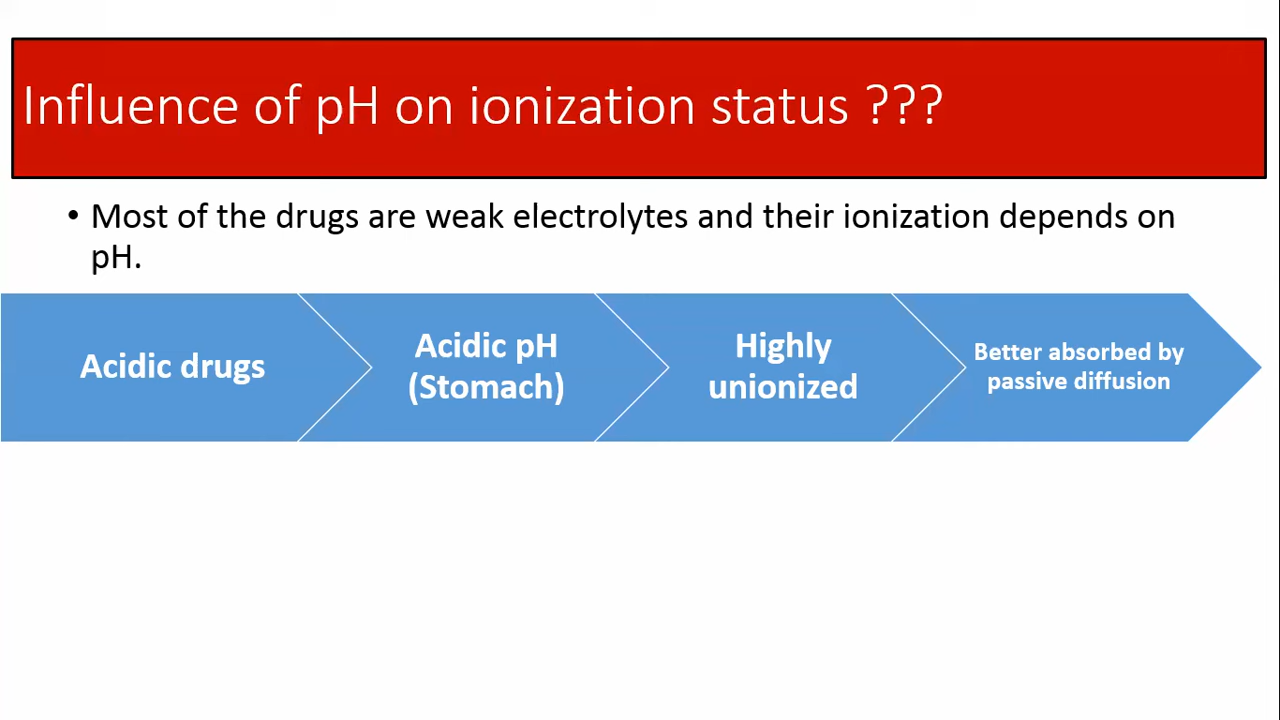 Influence of pH on ionization status ???
• Most of the drugs are weak electrolytes and their ionization depends on
pH.
Acidic drugs
Acidic pH
(Stomach)
Highly
unionized
Better absorbed by
passive diffusion